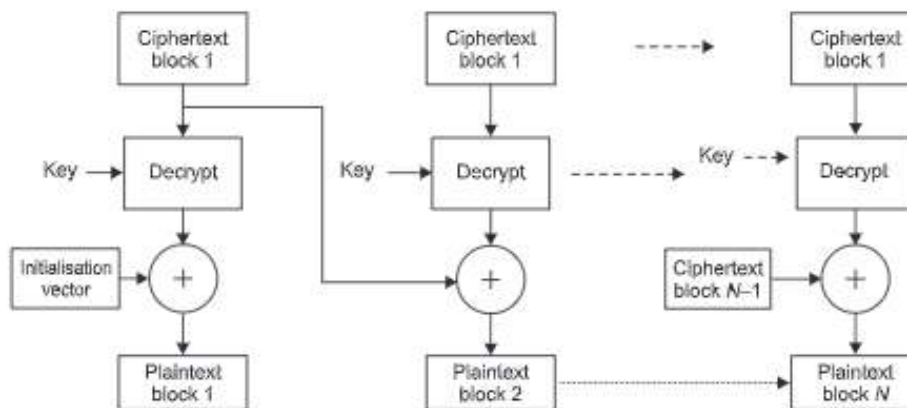 Ciphertext
block 1
Ciphertext
block 1
Ciphertext
block 1
Key
Decrypt
Key
Decrypt
Key
Decrypt
Initialisation
vector
+
+
Ciphertext
block N–1
+
Plaintext
block 1
Plaintext
block 2
Plaintext
block N